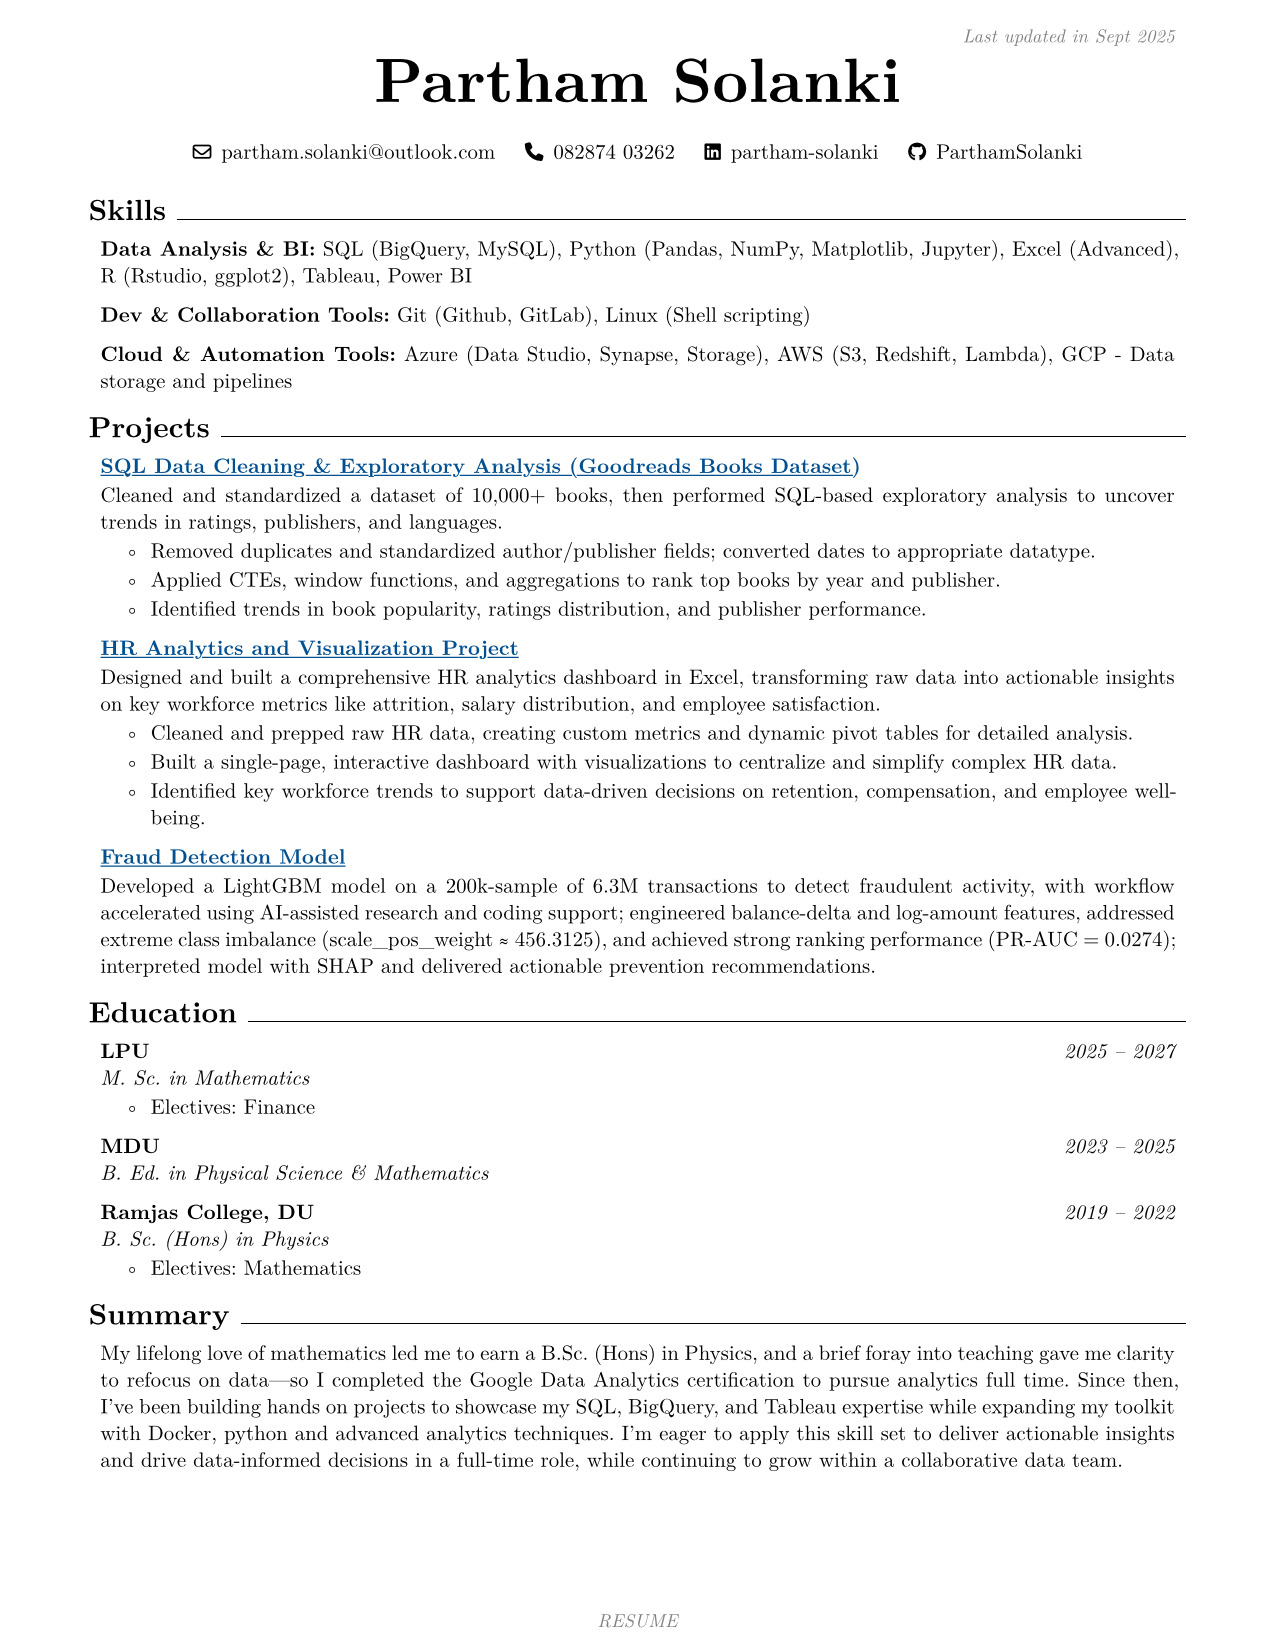 Last updated in Sept 2025
Partham Solanki
partham.solanki@outlook.com 082874 03262 partham-solanki ParthamSolanki
Skills
Data Analysis & BI: SQL (BigQuery, MySQL), Python (Pandas, NumPy, Matplotlib, Jupyter), Excel (Advanced),
R (Rstudio, ggplot2), Tableau, Power BI
Dev & Collaboration Tools: Git (Github, GitLab), Linux (Shell scripting)
Cloud & Automation Tools: Azure (Data Studio, Synapse, Storage), AWS (S3, Redshift, Lambda), GCP - Data
storage and pipelines
Projects
SQL Data Cleaning & Exploratory Analysis (Goodreads Books Dataset)
Cleaned and standardized a dataset of 10,000+ books, then performed SQL-based exploratory analysis to uncover
trends in ratings, publishers, and languages.
◦ Removed duplicates and standardized author/publisher fields; converted dates to appropriate datatype.
◦ Applied CTEs, window functions, and aggregations to rank top books by year and publisher.
◦ Identified trends in book popularity, ratings distribution, and publisher performance.
HR Analytics and Visualization Project
Designed and built a comprehensive HR analytics dashboard in Excel, transforming raw data into actionable insights
on key workforce metrics like attrition, salary distribution, and employee satisfaction.
◦ Cleaned and prepped raw HR data, creating custom metrics and dynamic pivot tables for detailed analysis.
◦ Built a single-page, interactive dashboard with visualizations to centralize and simplify complex HR data.
◦ Identified key workforce trends to support data-driven decisions on retention, compensation, and employee well-
being.
Fraud Detection Model
Developed a LightGBM model on a 200k-sample of 6.3M transactions to detect fraudulent activity, with workflow
accelerated using AI-assisted research and coding support; engineered balance-delta and log-amount features, addressed
extreme class imbalance (scale_pos_weight ≈ 456.3125), and achieved strong ranking performance (PR-AUC = 0.0274);
interpreted model with SHAP and delivered actionable prevention recommendations.
Education
LPU 2025 – 2027
M. Sc. in Mathematics
◦ Electives: Finance
MDU 2023 – 2025
B. Ed. in Physical Science & Mathematics
Ramjas College, DU 2019 – 2022
B. Sc. (Hons) in Physics
◦ Electives: Mathematics
Summary
My lifelong love of mathematics led me to earn a B.Sc. (Hons) in Physics, and a brief foray into teaching gave me clarity
to refocus on data—so I completed the Google Data Analytics certification to pursue analytics full time. Since then,
I've been building hands on projects to showcase my SQL, BigQuery, and Tableau expertise while expanding my toolkit
with Docker, python and advanced analytics techniques. I'm eager to apply this skill set to deliver actionable insights
and drive data-informed decisions in a full-time role, while continuing to grow within a collaborative data team.
RESUME